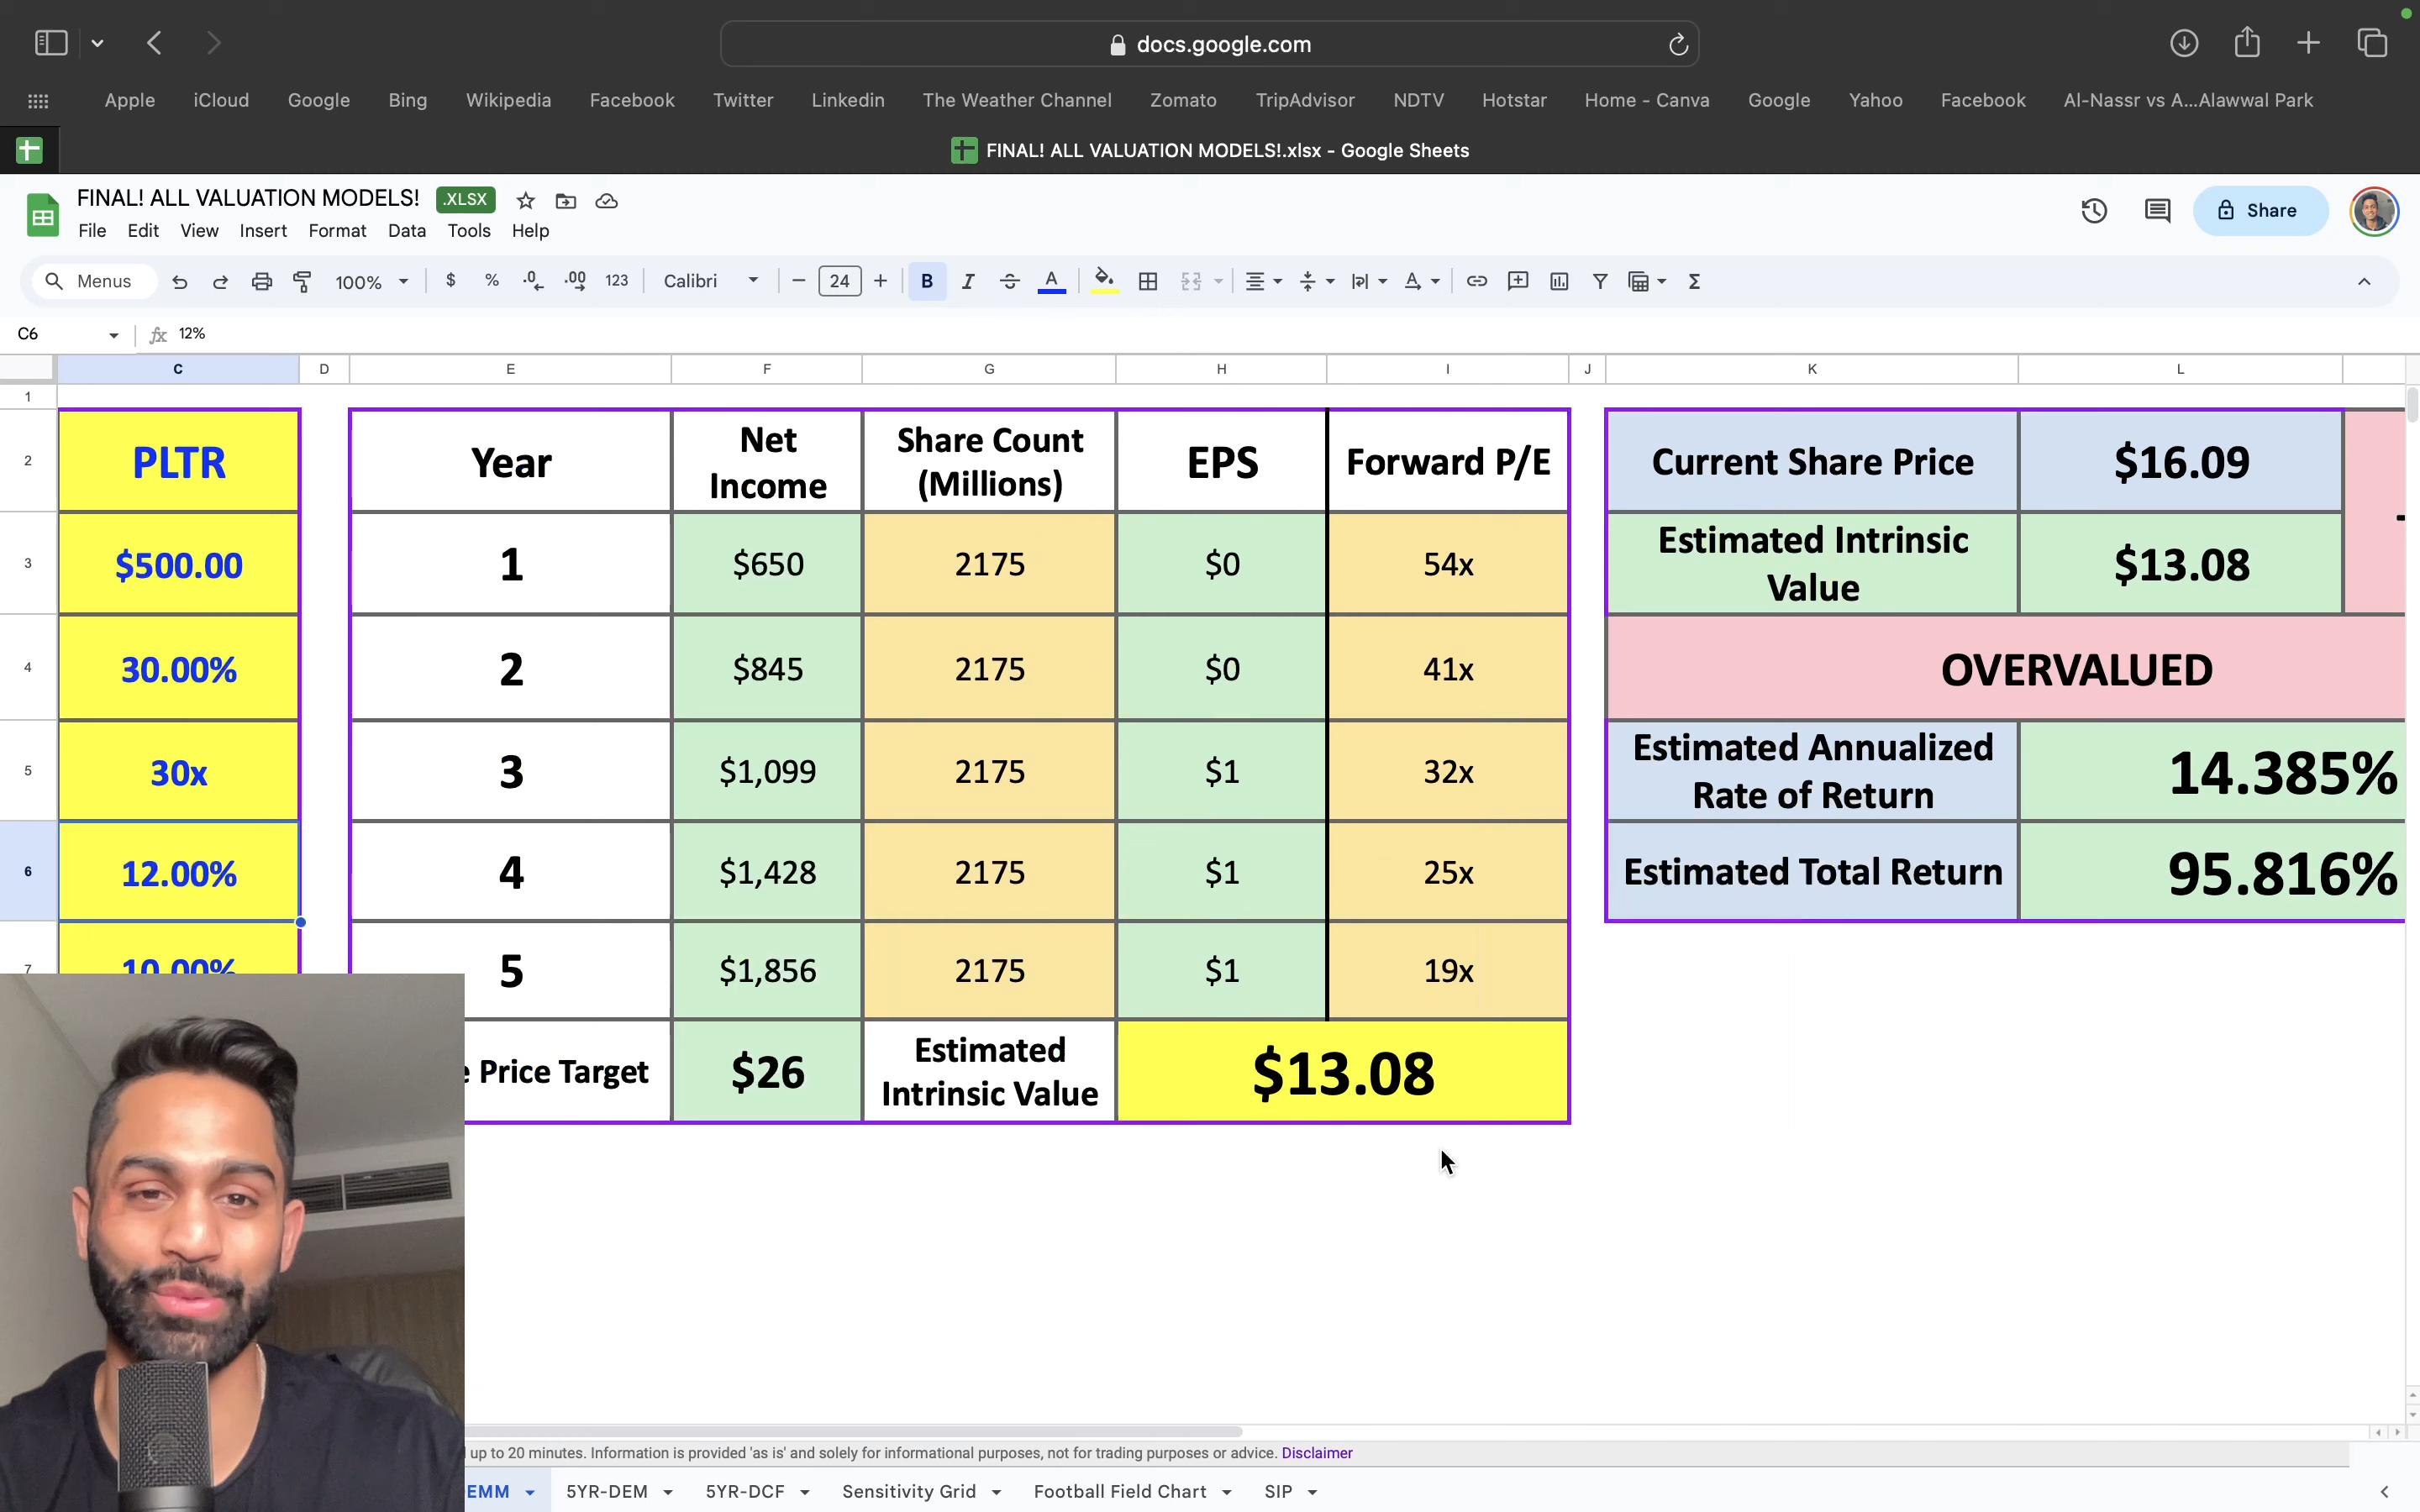 docs.google.com
Apple iCloud Google Bing Wikipedia Facebook Twitter Linkedin The Weather Channel Zomato TripAdvisor NDTV Hotstar Home - Canva Google Yahoo Facebook Al-Nassr vs A...Alawwal Park
FINAL! ALL VALUATION MODELS!.xlsx - Google Sheets
FINAL! ALL VALUATION MODELS! .XLSX
Share
File Edit View Insert Format Data Tools Help
Menus 100% $ % .0 .00 123 Calibri 24 B I A A Σ
C6 fx 12%
C D E F G H I J K L
1
2 PLTR Year Net Income Share Count (Millions) EPS Forward P/E Current Share Price $16.09
3 $500.00 1 $650 2175 $0 54x Estimated Intrinsic Value $13.08
4 30.00% 2 $845 2175 $0 41x OVERVALUED
5 30x 3 $1,099 2175 $1 32x Estimated Annualized Rate of Return 14.385%
6 12.00% 4 $1,428 2175 $1 25x Estimated Total Return 95.816%
7 10.00% 5 $1,856 2175 $1 19x
Price Target $26 Estimated Intrinsic Value $13.08
up to 20 minutes. Information is provided 'as is' and solely for informational purposes, not for trading purposes or advice. Disclaimer
EMM 5YR-DEM 5YR-DCF Sensitivity Grid Football Field Chart SIP